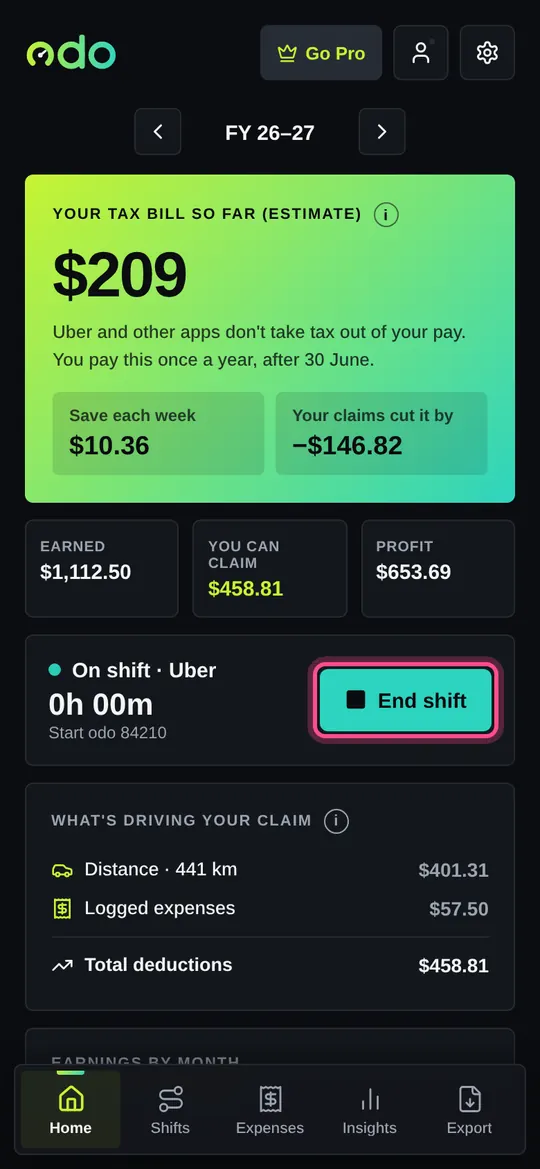 odo
Go Pro
FY 26–27
YOUR TAX BILL SO FAR (ESTIMATE) i
$209
Uber and other apps don't take tax out of your pay.
You pay this once a year, after 30 June.
Save each week
$10.36
Your claims cut it by
−$146.82
EARNED
$1,112.50
YOU CAN
CLAIM
$458.81
PROFIT
$653.69
On shift · Uber
0h 00m
Start odo 84210
End shift
WHAT'S DRIVING YOUR CLAIM i
Distance · 441 km $401.31
Logged expenses $57.50
Total deductions $458.81
EARNINGS BY MONTH
Home
Shifts
Expenses
Insights
Export